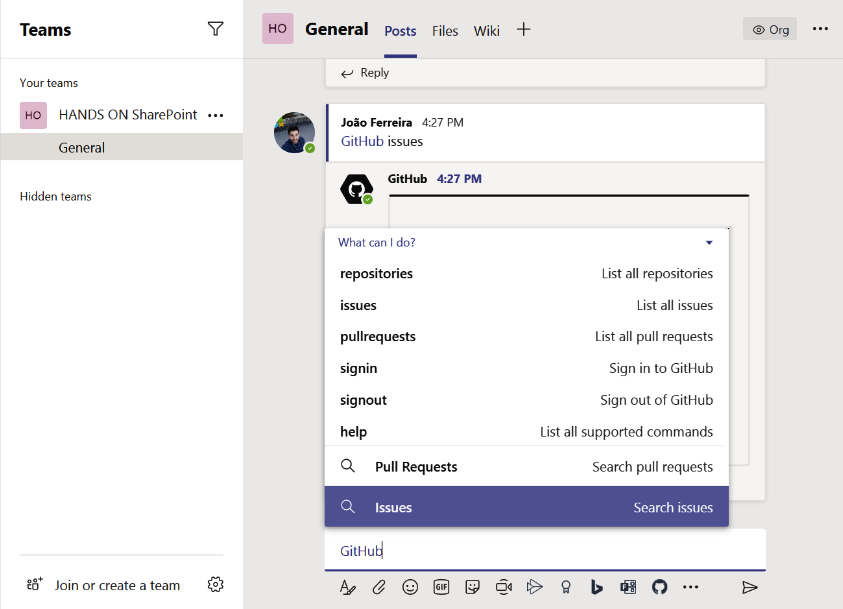 Teams
Your teams
HO HANDS ON SharePoint
General
Hidden teams
Join or create a team
HO General Posts Files Wiki Org
Reply
João Ferreira 4:27 PM
GitHub issues
GitHub 4:27 PM
What can I do?
repositories List all repositories
issues List all issues
pullrequests List all pull requests
signin Sign in to GitHub
signout Sign out of GitHub
help List all supported commands
Pull Requests Search pull requests
Issues Search issues
GitHub
GIF